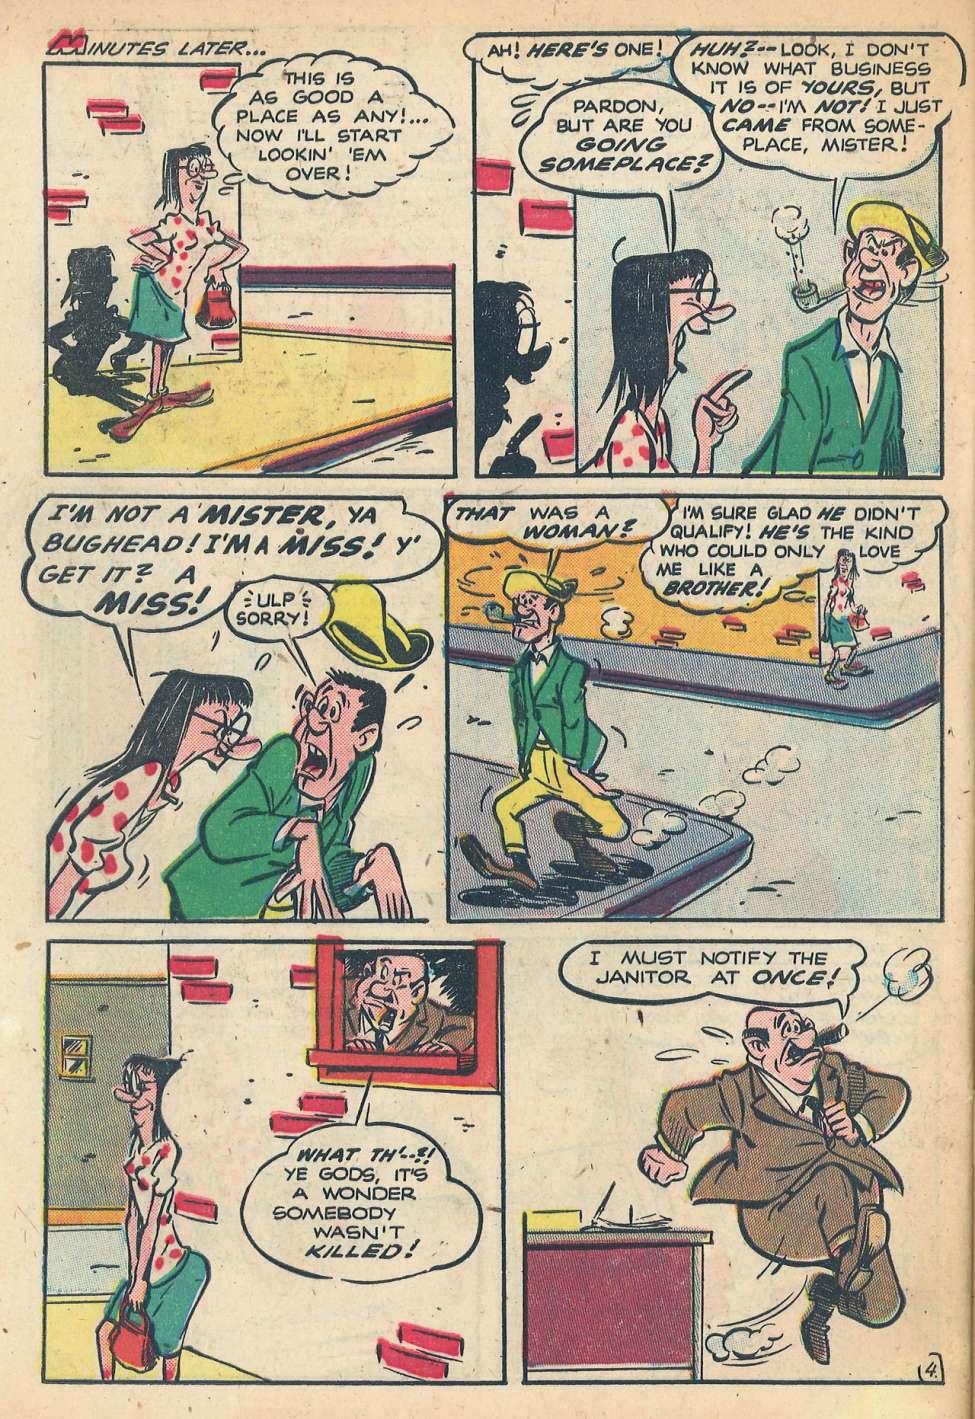 MINUTES LATER...
THIS IS
AS GOOD A
PLACE AS ANY!...
NOW I'LL START
LOOKIN' 'EM
OVER!
AH! HERE'S ONE!
PARDON,
BUT ARE YOU
GOING
SOMEPLACE?
HUH?-- LOOK, I DON'T
KNOW WHAT BUSINESS
IT IS OF YOURS, BUT
NO-- I'M NOT! I JUST
CAME FROM SOME-
PLACE, MISTER!
I'M NOT A MISTER, YA
BUGHEAD! I'M A MISS! Y'
GET IT? A
MISS!
ULP
SORRY!
THAT WAS A
WOMAN?
I'M SURE GLAD HE DIDN'T
QUALIFY! HE'S THE KIND
WHO COULD ONLY LOVE
ME LIKE A
BROTHER!
WHAT TH'--?!
YE GODS, IT'S
A WONDER
SOMEBODY
WASN'T
KILLED!
I MUST NOTIFY THE
JANITOR AT ONCE!
4